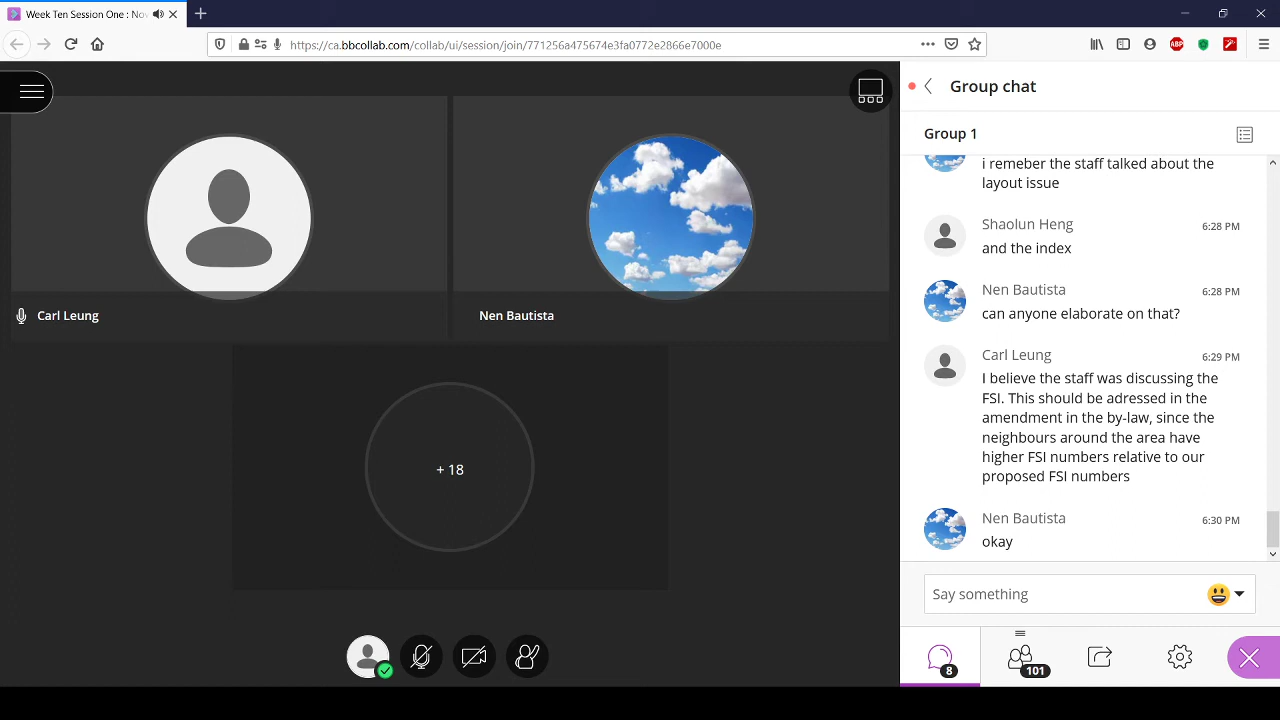 Week Ten Session One : Nov
https://ca.bbcollab.com/collab/ui/session/join/771256a475674e3fa0772e2866e7000e
ABP
Group chat
Group 1
i remeber the staff talked about the
layout issue
Shaolun Heng
6:28 PM
and the index
Nen Bautista
6:28 PM
can anyone elaborate on that?
Carl Leung
6:29 PM
I believe the staff was discussing the
FSI. This should be adressed in the
amendment in the by-law, since the
neighbours around the area have
higher FSI numbers relative to our
proposed FSI numbers
Nen Bautista
6:30 PM
okay
Say something
8
101
Carl Leung
Nen Bautista
+ 18